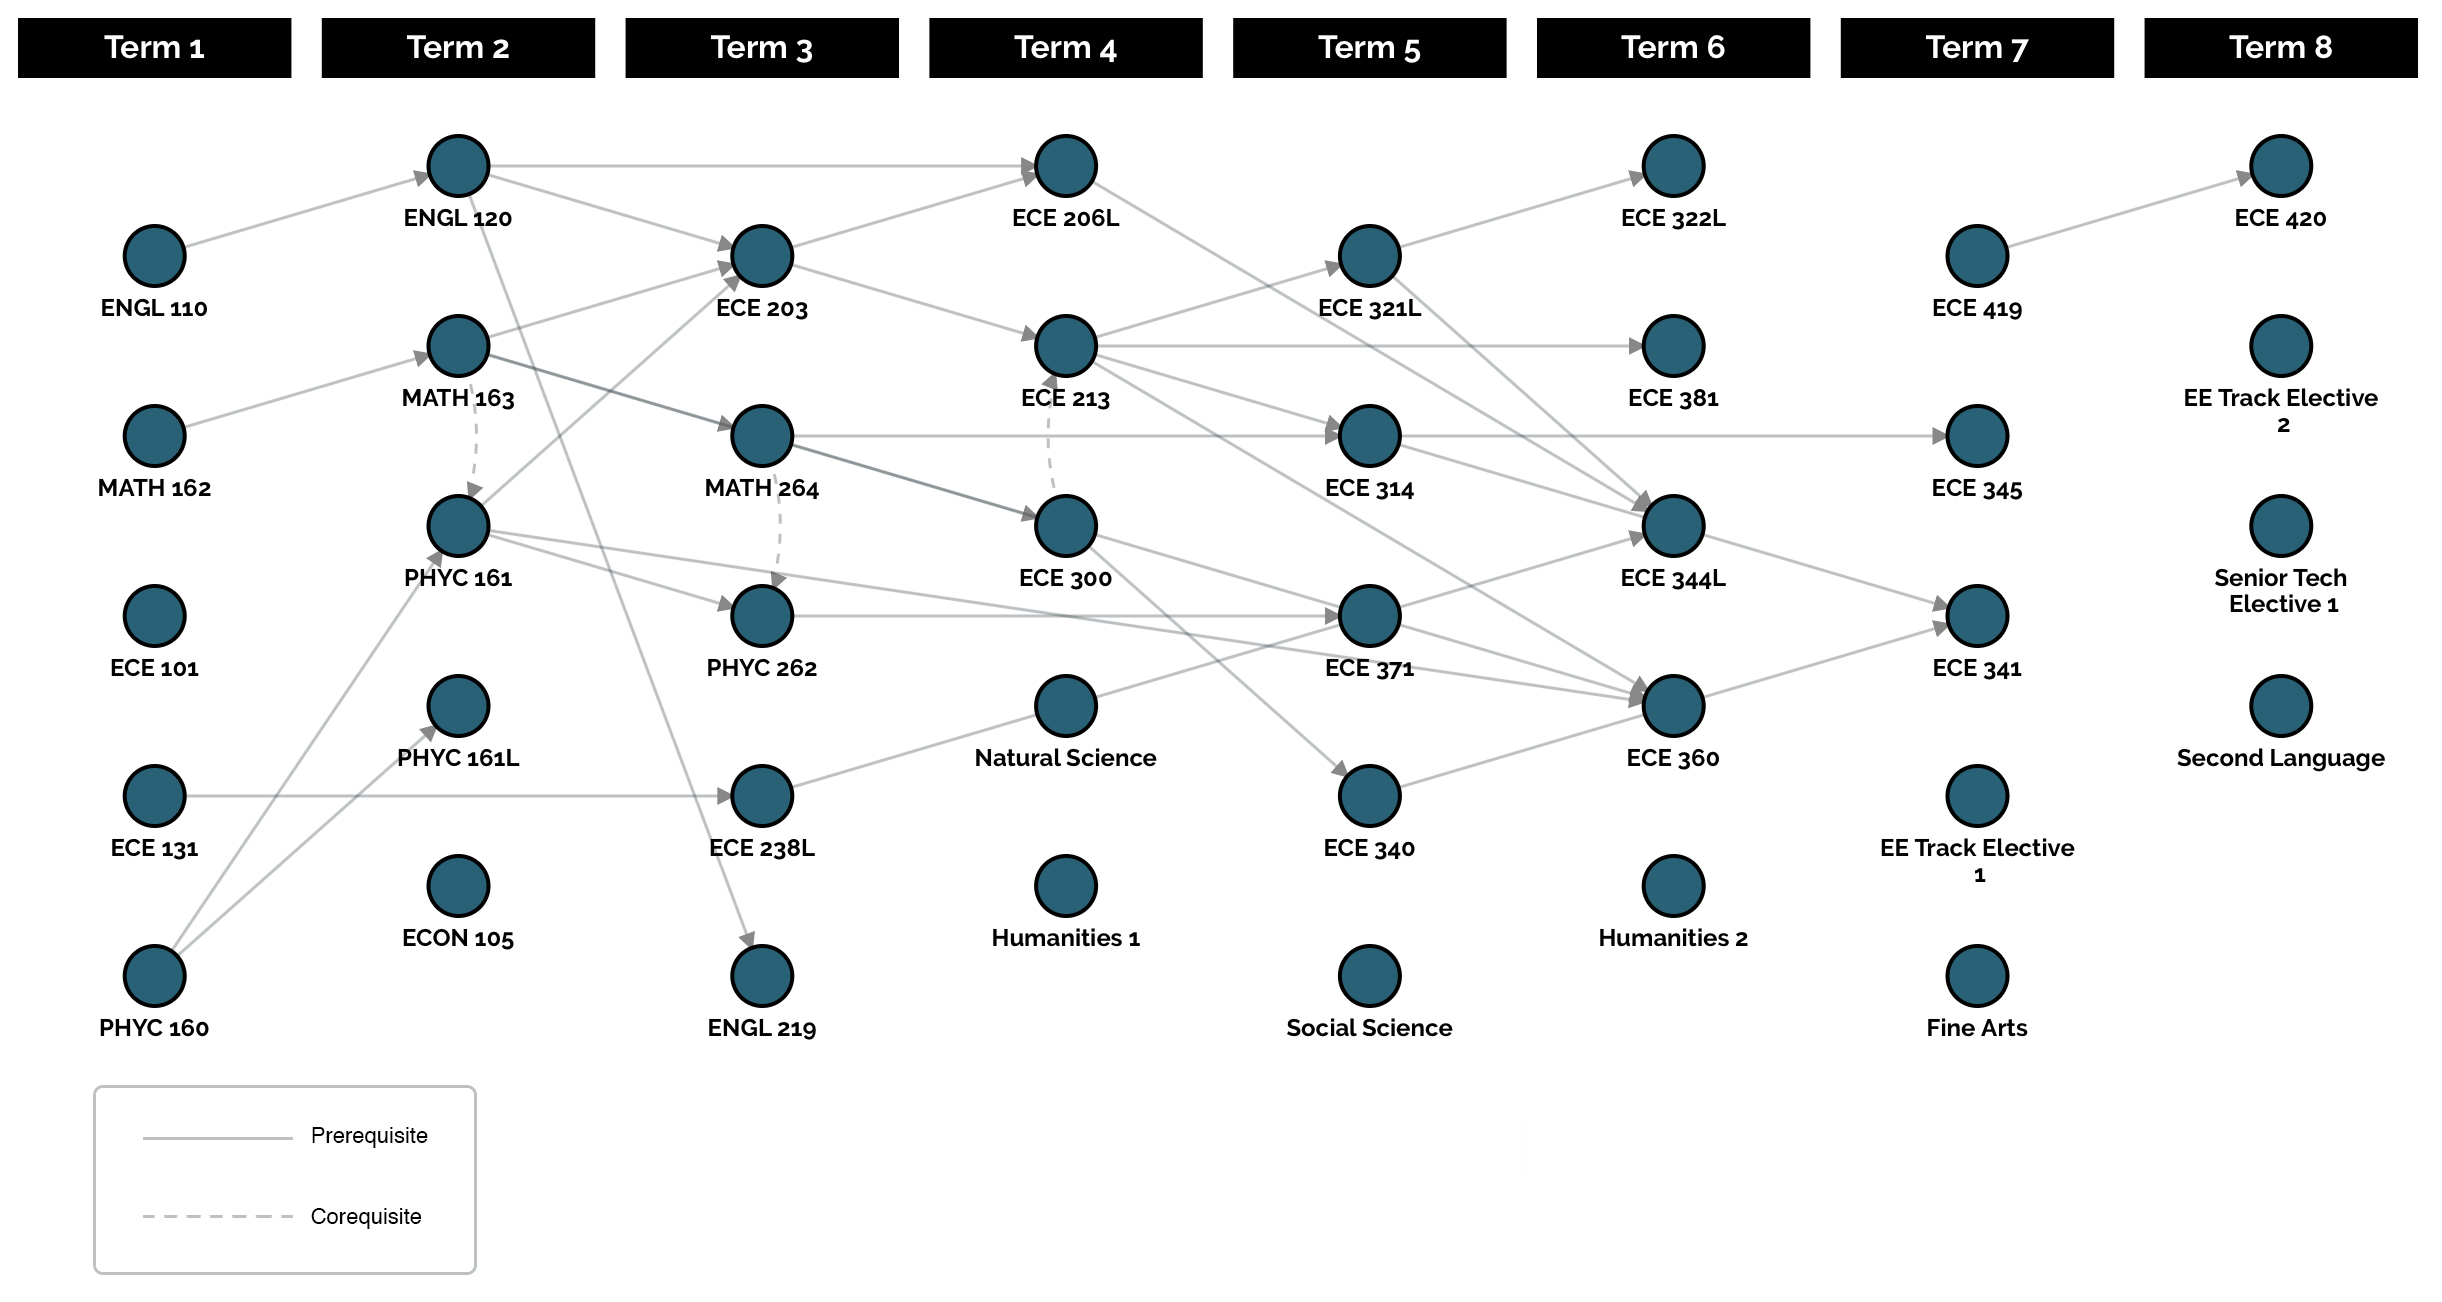 Term 1
Term 2
Term 3
Term 4
Term 5
Term 6
Term 7
Term 8
ENGL 120
ECE 206L
ECE 322L
ECE 420
ENGL 110
ECE 203
ECE 321L
ECE 419
MATH 163
ECE 213
ECE 381
EE Track Elective
2
MATH 162
MATH 264
ECE 314
ECE 345
PHYC 161
ECE 300
ECE 344L
Senior Tech
Elective 1
ECE 101
PHYC 262
ECE 371
ECE 341
PHYC 161L
Natural Science
ECE 360
Second Language
ECE 131
ECE 238L
ECE 340
EE Track Elective
1
ECON 105
Humanities 1
Humanities 2
PHYC 160
ENGL 219
Social Science
Fine Arts
Prerequisite
Corequisite